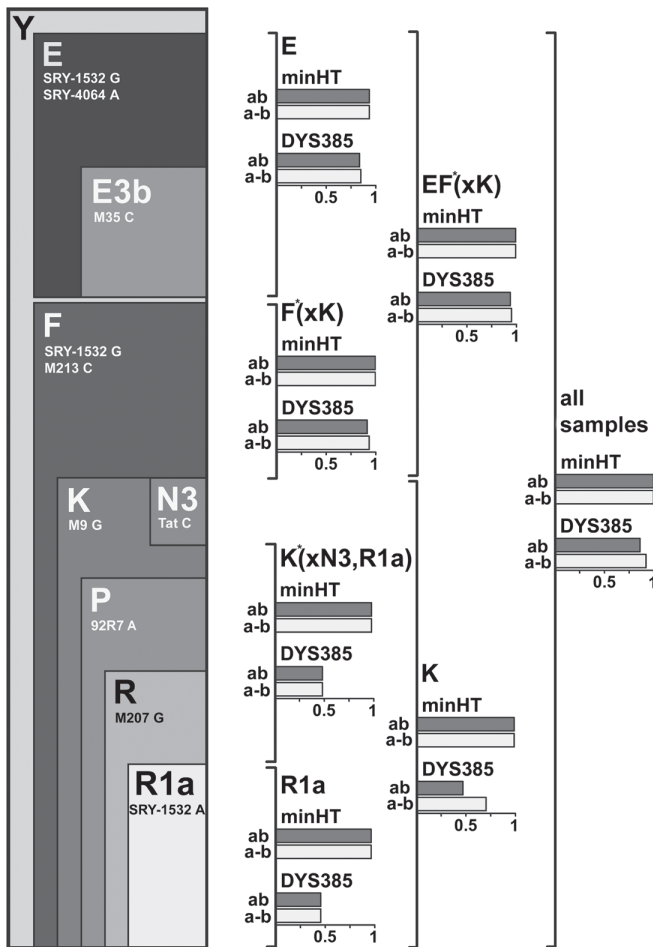 Y
E
SRY-1532 G
SRY-4064 A
E3b
M35 C
F
SRY-1532 G
M213 C
K
M9 G
N3
Tat C
P
92R7 A
R
M207 G
R1a
SRY-1532 A
E
minHT
ab
a-b
DYS385
ab
a-b
0.5 1
F*(xK)
minHT
ab
a-b
DYS385
ab
a-b
0.5 1
K*(xN3,R1a)
minHT
ab
a-b
DYS385
ab
a-b
0.5 1
R1a
minHT
ab
a-b
DYS385
ab
a-b
0.5 1
EF*(xK)
minHT
ab
a-b
DYS385
ab
a-b
0.5 1
K
minHT
ab
a-b
DYS385
ab
a-b
0.5 1
all
samples
minHT
ab
a-b
DYS385
ab
a-b
0.5 1